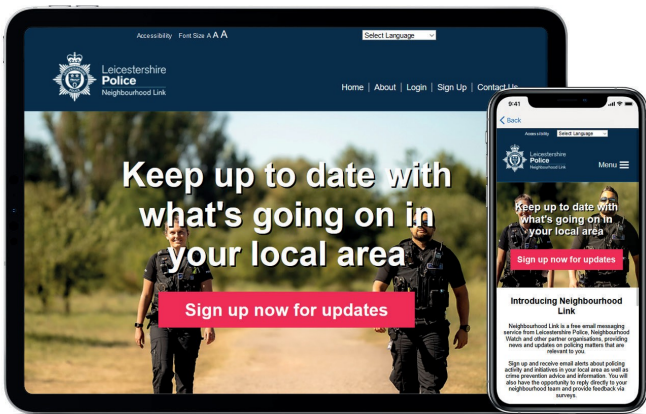 Accessibility Font Size A A A
Select Language
Leicestershire
Police
Neighbourhood Link
Home | About | Login | Sign Up | Contact Us
Keep up to date with
what's going on in
your local area
Sign up now for updates
9:41
Back
Accessibility Select Language
Leicestershire
Police
Neighbourhood Link
Menu
Keep up to date with
what's going on in
your local area
Sign up now for updates
Introducing Neighbourhood
Link
Neighbourhood Link is a free email messaging
service from Leicestershire Police, Neighbourhood
Watch and other partner organisations, providing
news and updates on policing matters that are
relevant to you.
Sign up and receive email alerts about policing
activity and initiatives in your local area as well as
crime prevention advice and information. You will
also have the opportunity to reply directly to your
neighbourhood team and provide feedback via
surveys.